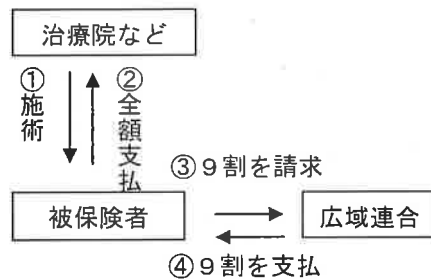 治療院など
①施術
②全額支払
③９割を請求
被保険者
広域連合
④９割を支払